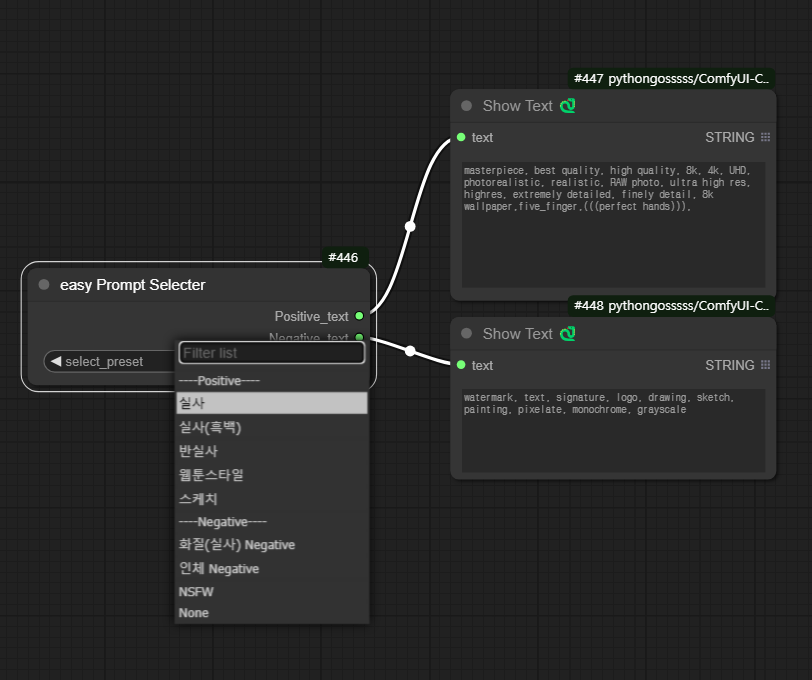 #447 pythongosssss/ComfyUI-C..
Show Text
text
STRING
masterpiece, best quality, high quality, 8k, 4k, UHD,
photorealistic, realistic, RAW photo, ultra high res,
highres, extremely detailed, finely detail, 8k
wallpaper,five_finger,(((perfect hands))),
#446
easy Prompt Selecter
Positive_text
Negative_text
select_preset
Filter list
----Positive----
실사
실사(흑백)
반실사
웹툰스타일
스케치
----Negative----
화질(실사) Negative
인체 Negative
NSFW
None
#448 pythongosssss/ComfyUI-C..
Show Text
text
STRING
watermark, text, signature, logo, drawing, sketch,
painting, pixelate, monochrome, grayscale